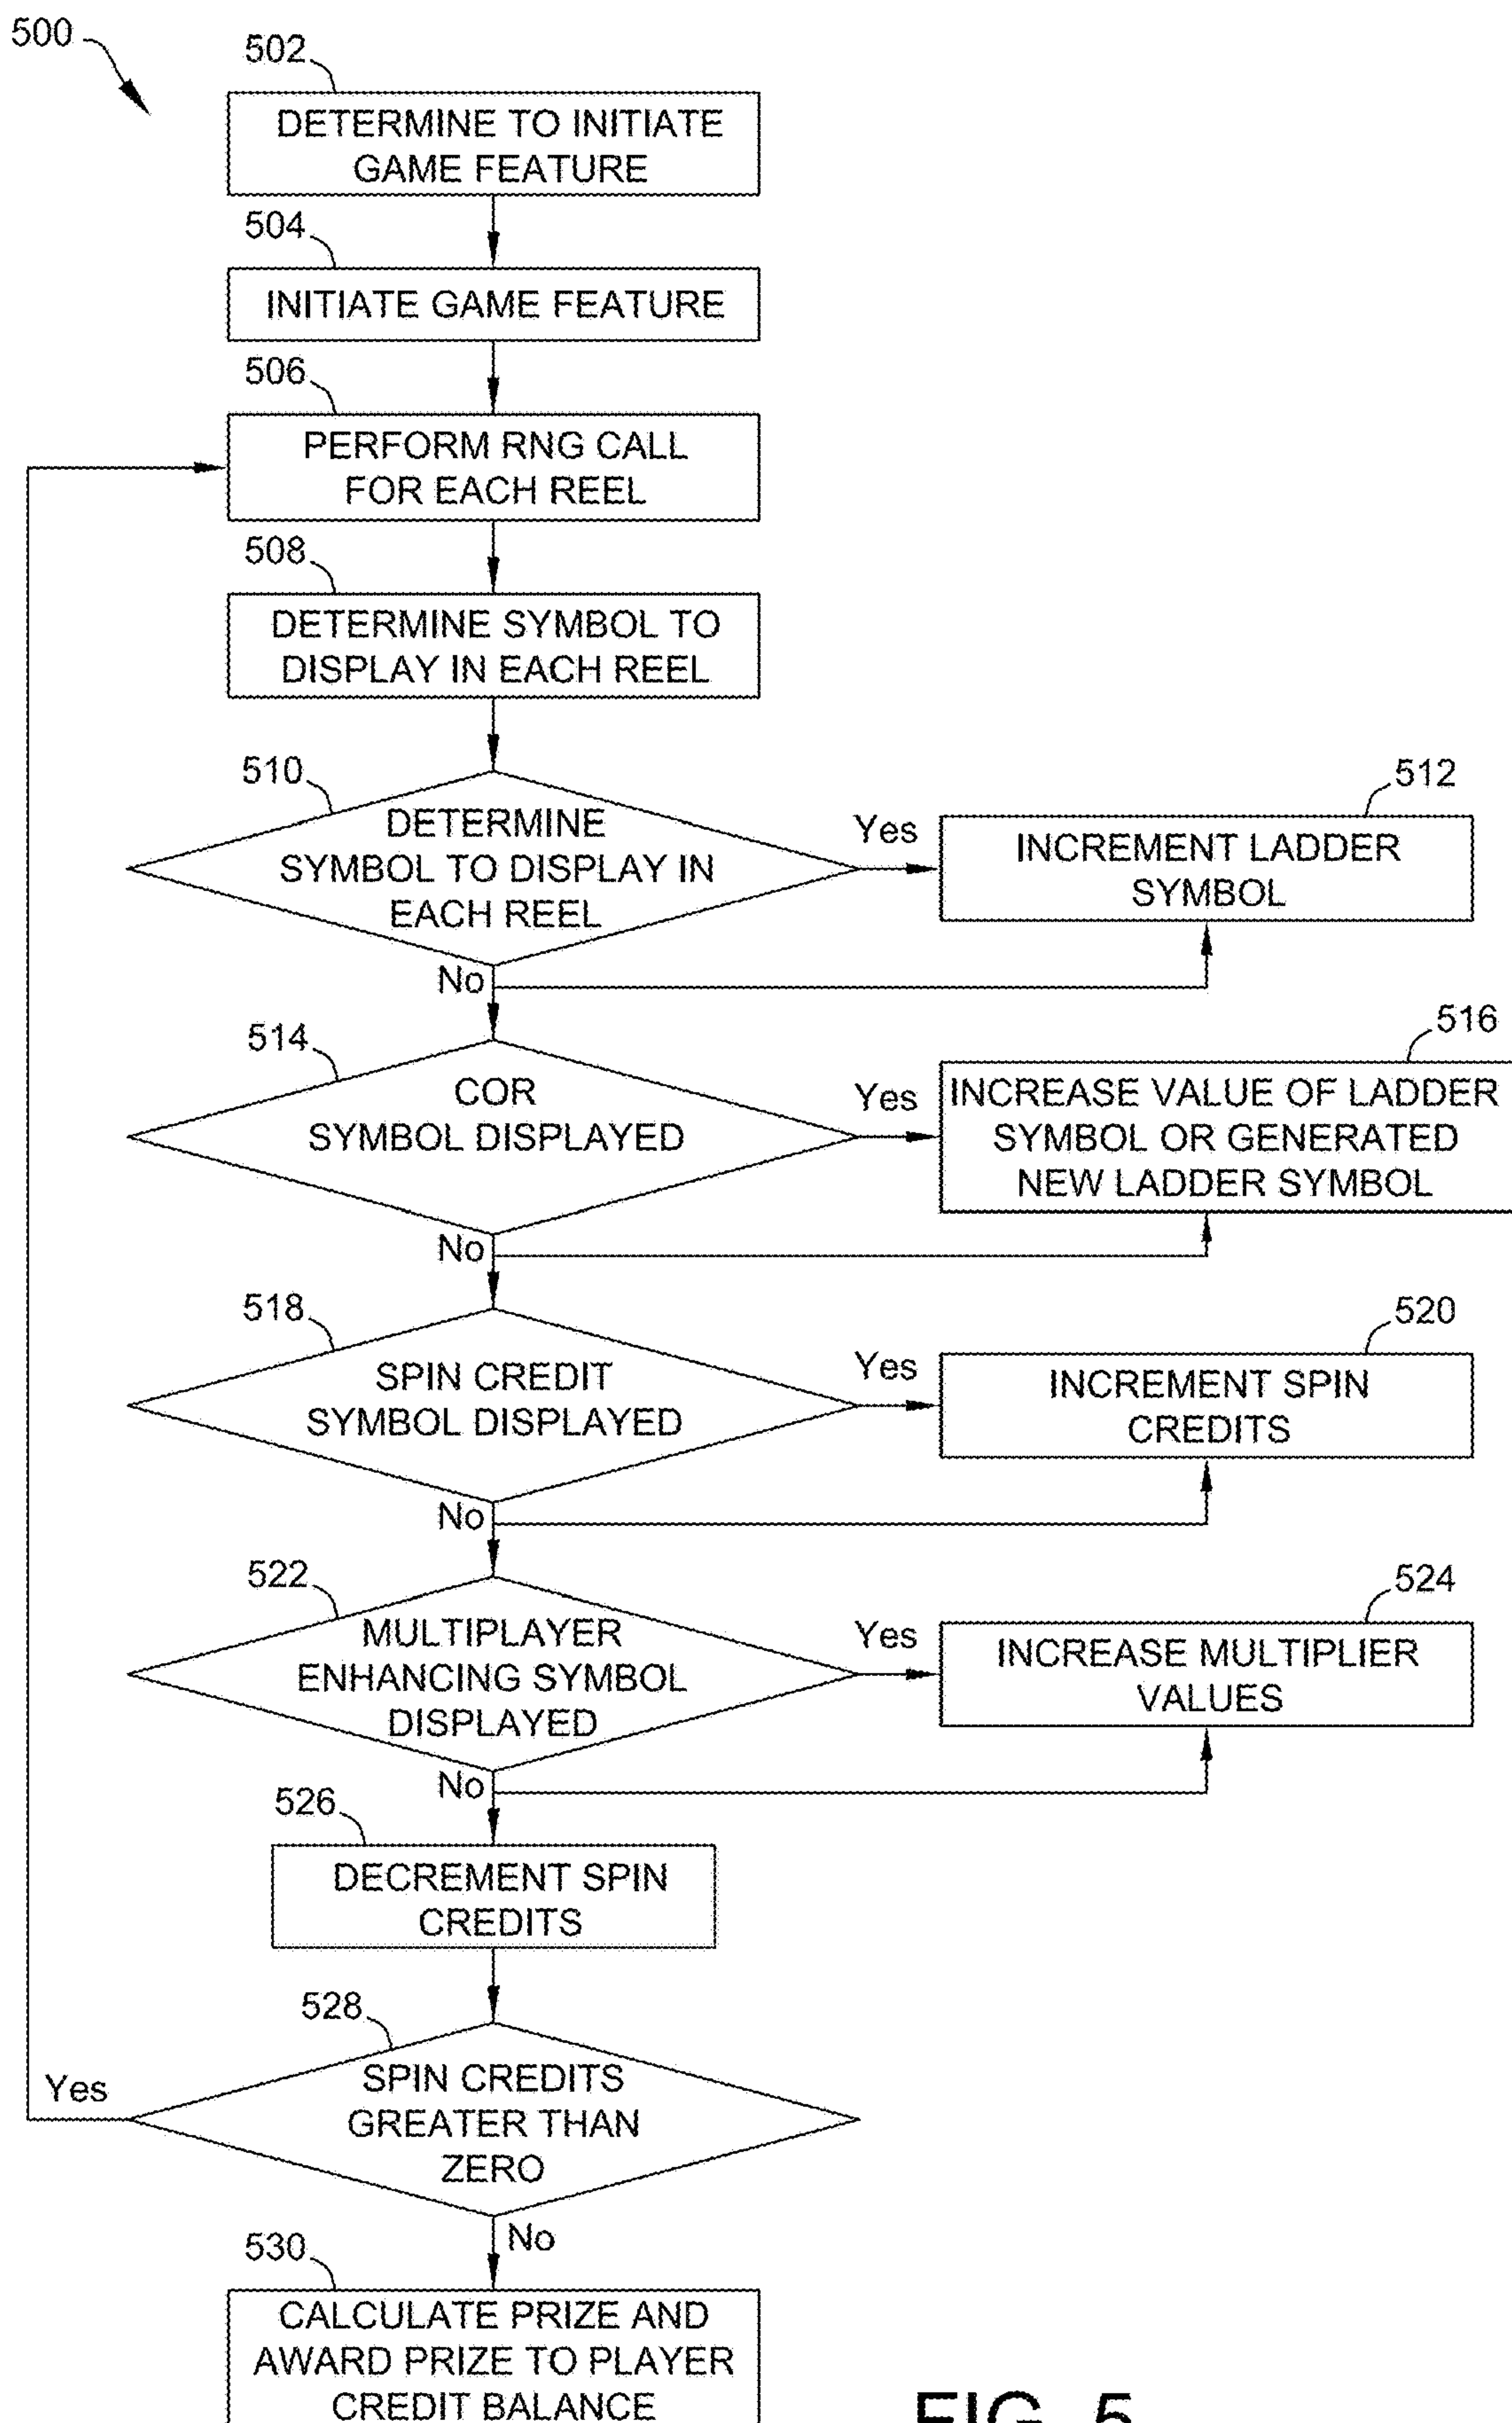 500
502
DETERMINE TO INITIATE
GAME FEATURE
504
INITIATE GAME FEATURE
506
PERFORM RNG CALL
FOR EACH REEL
508
DETERMINE SYMBOL TO
DISPLAY IN EACH REEL
510
DETERMINE
SYMBOL TO DISPLAY IN
EACH REEL
Yes
512
INCREMENT LADDER
SYMBOL
No
514
COR
SYMBOL DISPLAYED
Yes
516
INCREASE VALUE OF LADDER
SYMBOL OR GENERATED
NEW LADDER SYMBOL
No
518
SPIN CREDIT
SYMBOL DISPLAYED
Yes
520
INCREMENT SPIN
CREDITS
No
522
MULTIPLAYER
ENHANCING SYMBOL
DISPLAYED
Yes
524
INCREASE MULTIPLIER
VALUES
No
526
DECREMENT SPIN
CREDITS
528
SPIN CREDITS
GREATER THAN
ZERO
Yes
No
530
CALCULATE PRIZE AND
AWARD PRIZE TO PLAYER
CREDIT BALANCE
FIG. 5